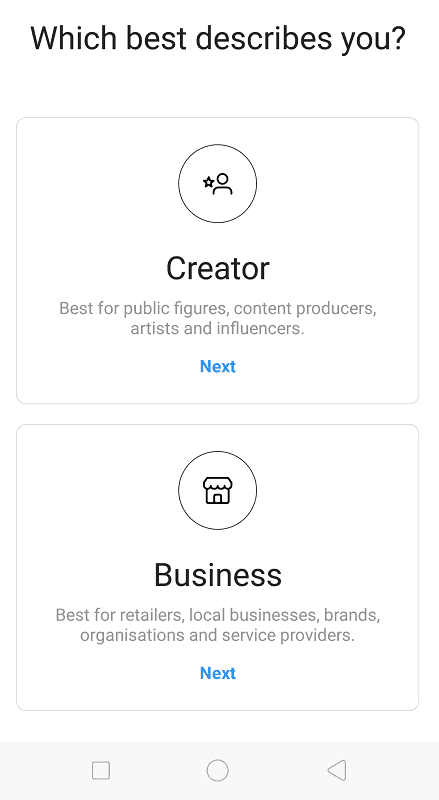 Which best describes you?
Creator
Best for public figures, content producers,
artists and influencers.
Next
Business
Best for retailers, local businesses, brands,
organisations and service providers.
Next